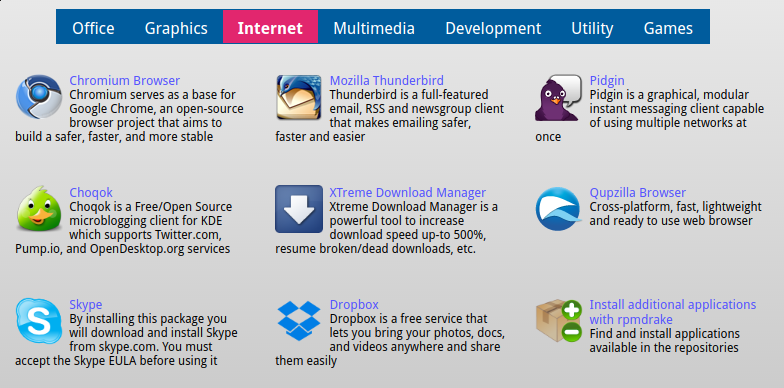 Office Graphics Internet Multimedia Development Utility Games
Chromium Browser
Chromium serves as a base for
Google Chrome, an open-source
browser project that aims to
build a safer, faster, and more stable
Mozilla Thunderbird
Thunderbird is a full-featured
email, RSS and newsgroup client
that makes emailing safer,
faster and easier
Pidgin
Pidgin is a graphical, modular
instant messaging client capable
of using multiple networks at
once
Choqok
Choqok is a Free/Open Source
microblogging client for KDE
which supports Twitter.com,
Pump.io, and OpenDesktop.org services
XTreme Download Manager
Xtreme Download Manager is a
powerful tool to increase
download speed up-to 500%,
resume broken/dead downloads, etc.
Qupzilla Browser
Cross-platform, fast, lightweight
and ready to use web browser
Skype
By installing this package you
will download and install Skype
from skype.com. You must
accept the Skype EULA before using it
Dropbox
Dropbox is a free service that
lets you bring your photos, docs,
and videos anywhere and share
them easily
Install additional applications
with rpmdrake
Find and install applications
available in the repositories